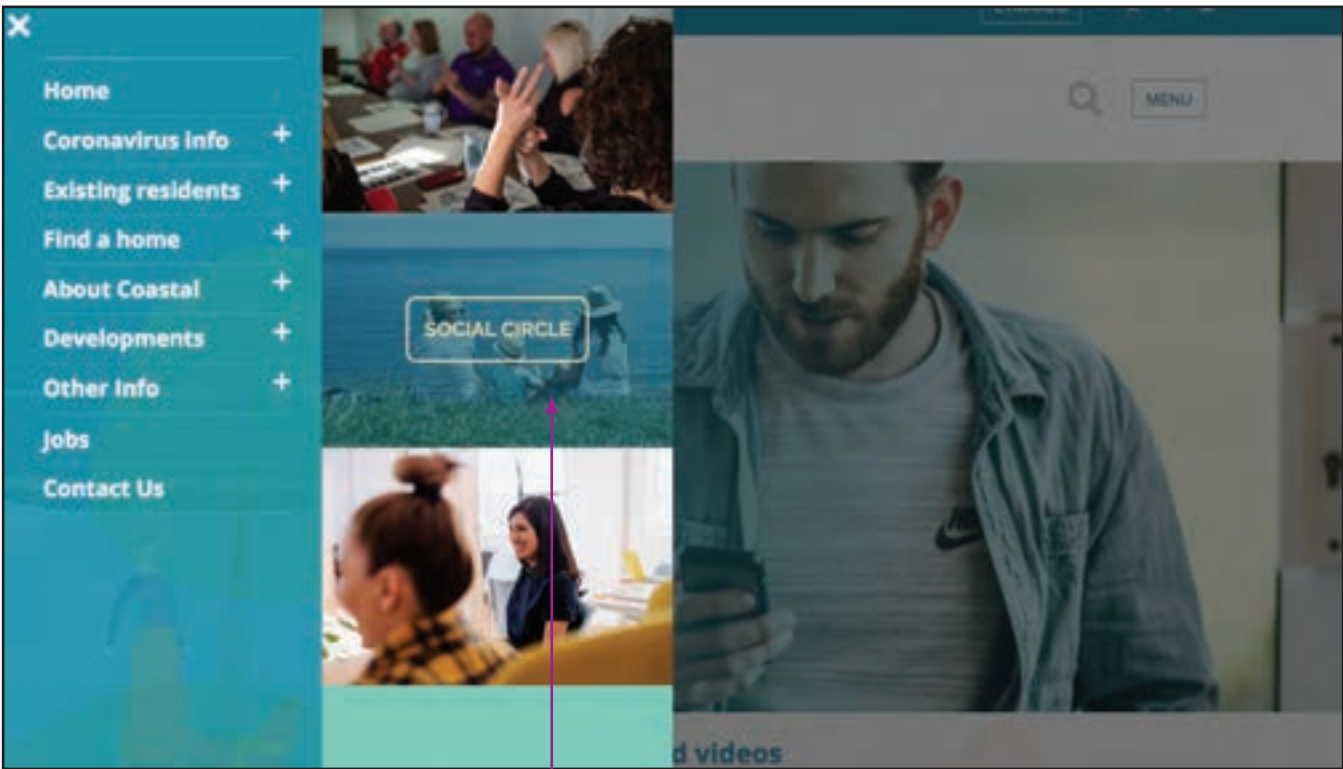 Home
Coronavirus info
Existing residents
Find a home
About Coastal
Developments
Other Info
Jobs
Contact Us
SOCIAL CIRCLE
MENU
d videos